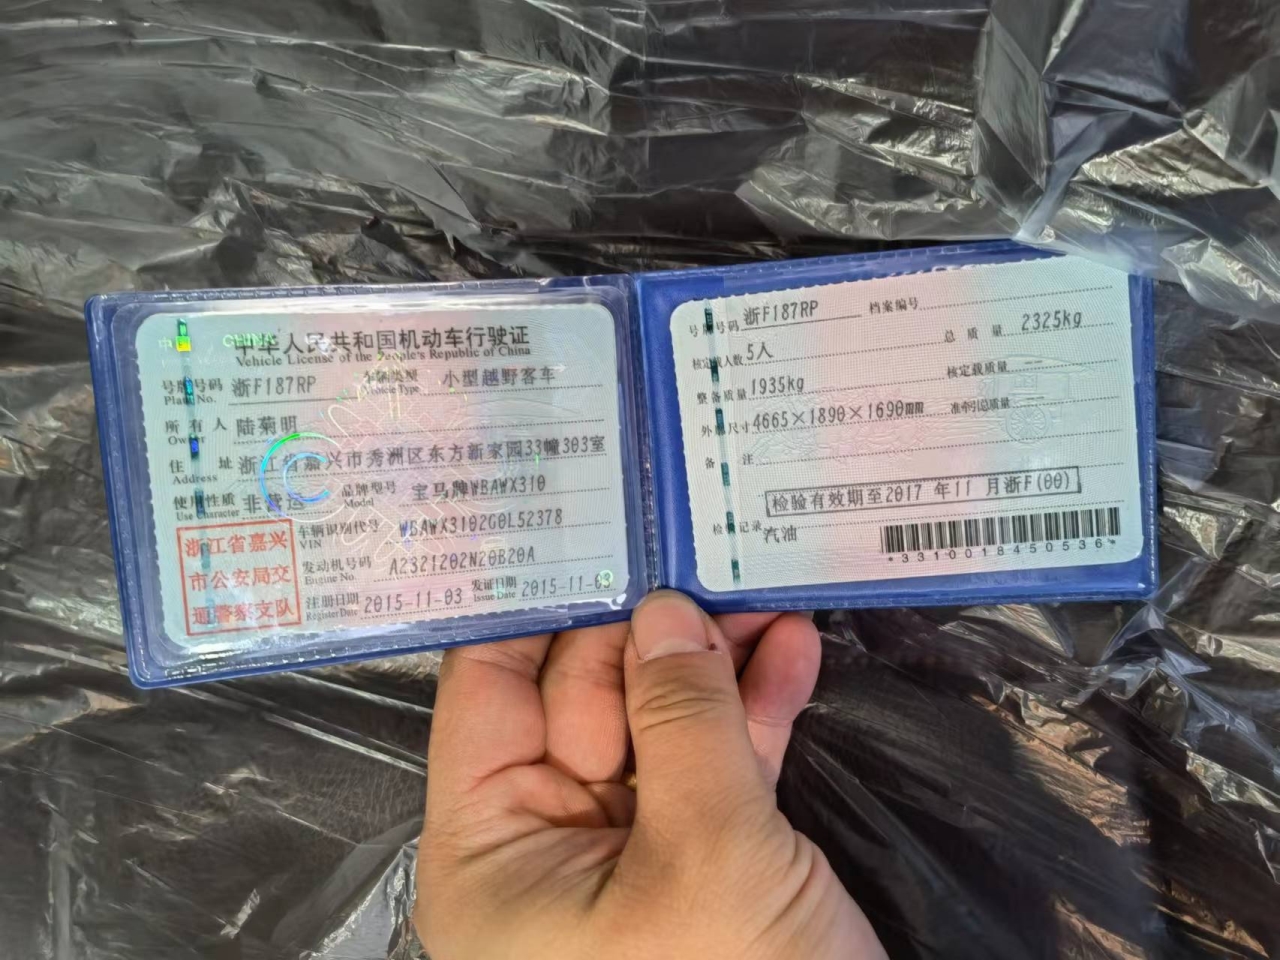 中国 CHINA
中华人民共和国机动车行驶证
Vehicle License of the People's Republic of China
号牌号码 浙F187RP 车辆类型 小型越野客车
Plate No. Vehicle Type
所有人 陆菊明
Owner
住址 浙江省嘉兴市秀洲区东方新家园33幢303室
Address
使用性质 非营运 品牌型号 宝马牌WBAWX310
Use Character Model
浙江省嘉兴
市公安局交
通警察支队
车辆识别代号 WBAWX3102G0L52378
VIN
发动机号码 A2321202N20B20A
Engine No.
注册日期 2015-11-03 发证日期 2015-11-03
Register Date Issue Date
号牌号码 浙F187RP 档案编号
核定载人数 5人 总质量 2325kg
整备质量 1935kg 核定载质量
外廓尺寸 4665×1890×1690mm 准牵引总质量
备注
检验有效期至2017 年11 月浙F(00)
检验记录 汽油
*3310018450536*